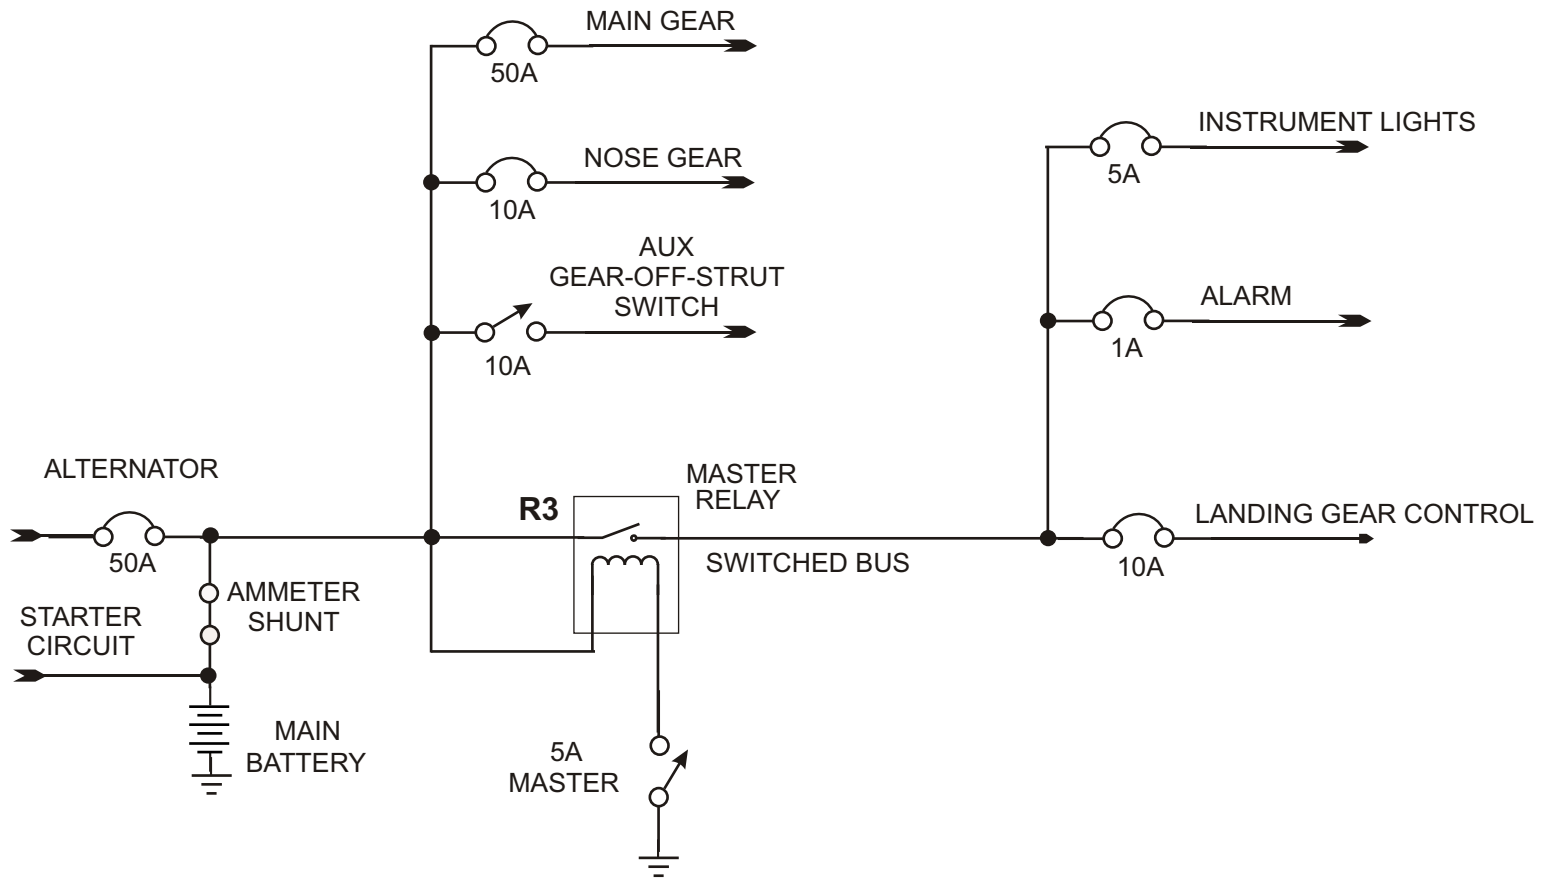 MAIN GEAR
50A
NOSE GEAR
10A
AUX
GEAR-OFF-STRUT
SWITCH
10A
INSTRUMENT LIGHTS
5A
ALARM
1A
ALTERNATOR
50A
AMMETER
SHUNT
STARTER
CIRCUIT
MAIN
BATTERY
R3
MASTER
RELAY
SWITCHED BUS
5A
MASTER
LANDING GEAR CONTROL
10A